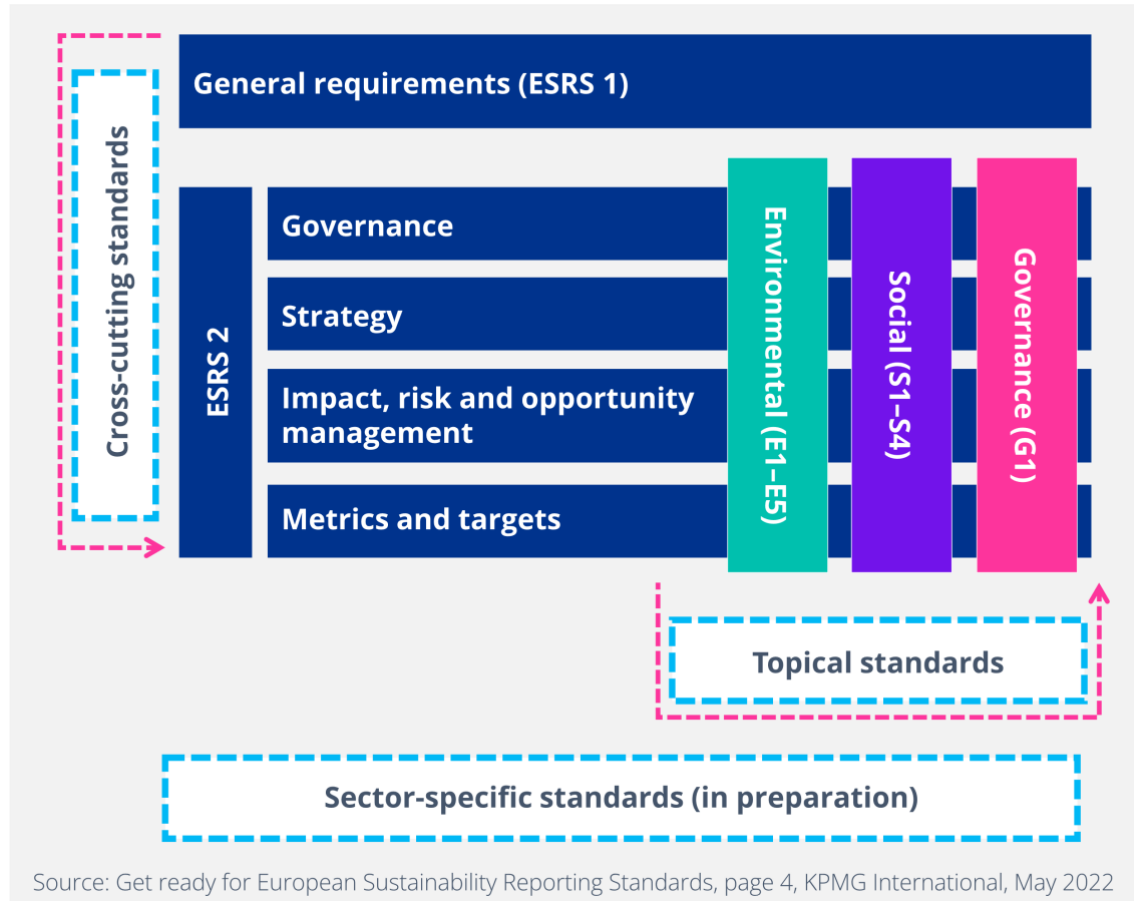 General requirements (ESRS 1)
Cross-cutting standards
ESRS 2
Governance
Strategy
Impact, risk and opportunity
management
Metrics and targets
Environmental (E1–E5)
Social (S1–S4)
Governance (G1)
Topical standards
Sector-specific standards (in preparation)
Source: Get ready for European Sustainability Reporting Standards, page 4, KPMG International, May 2022